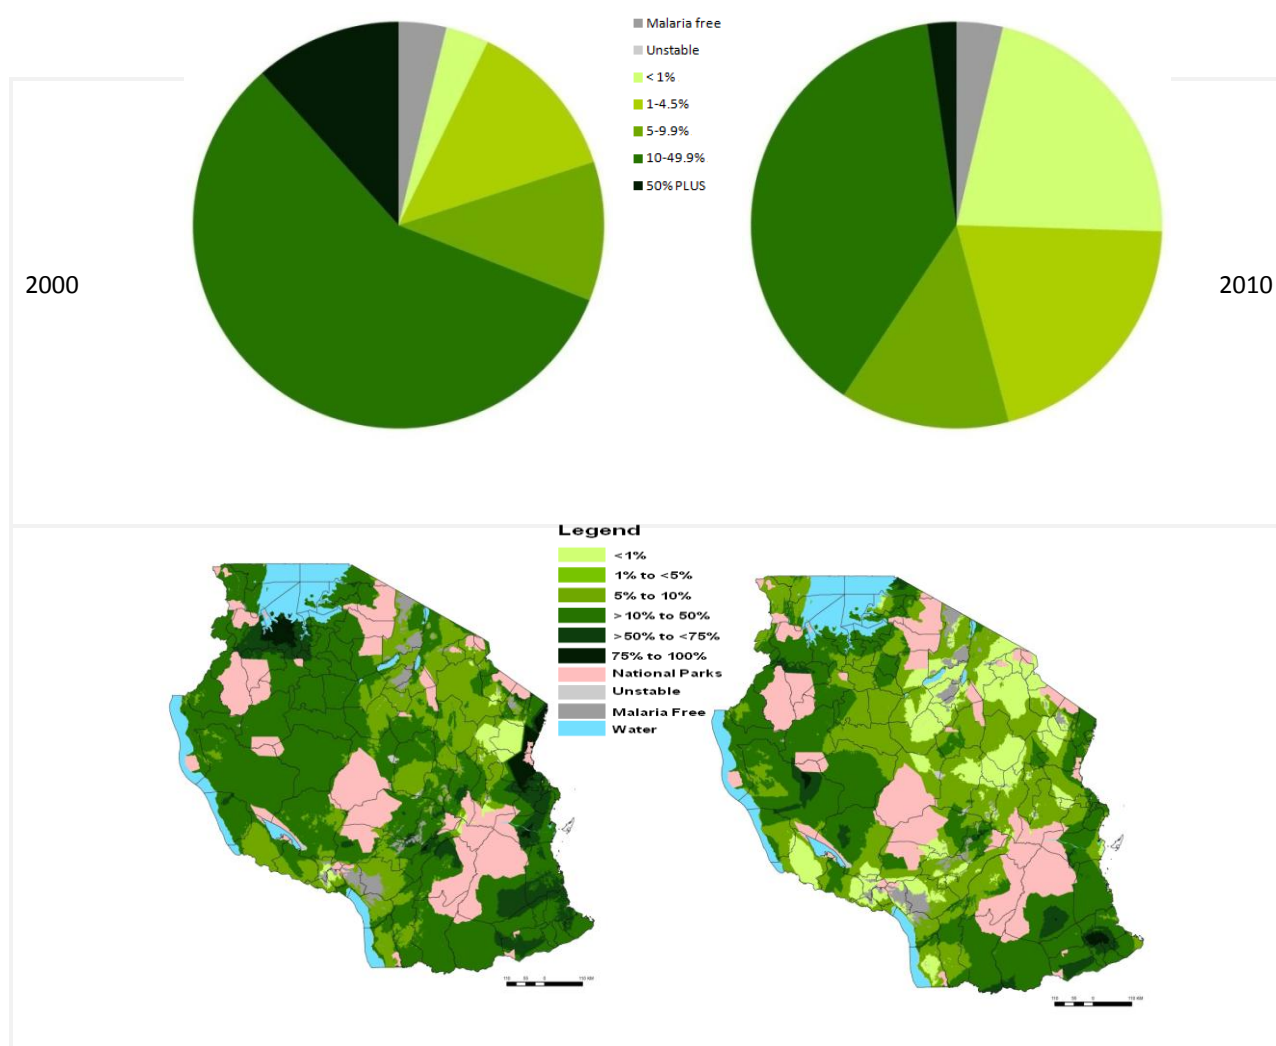 Malaria free
Unstable
< 1%
1-4.5%
5-9.9%
10-49.9%
50% PLUS
2000
2010
Legend
<1%
1% to <5%
5% to 10%
>10% to 50%
>50% to <75%
75% to 100%
National Parks
Unstable
Malaria Free
Water